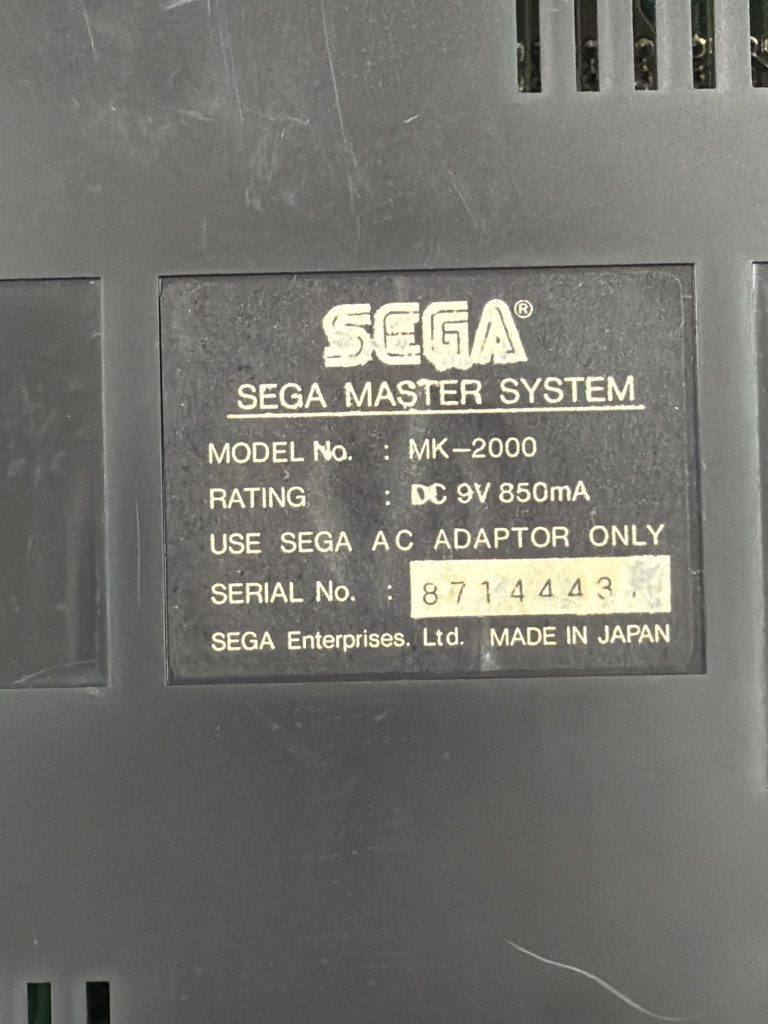 SEGA®
SEGA MASTER SYSTEM
MODEL No. : MK-2000
RATING : DC 9V 850mA
USE SEGA AC ADAPTOR ONLY
SERIAL No. : 8714443
SEGA Enterprises. Ltd. MADE IN JAPAN